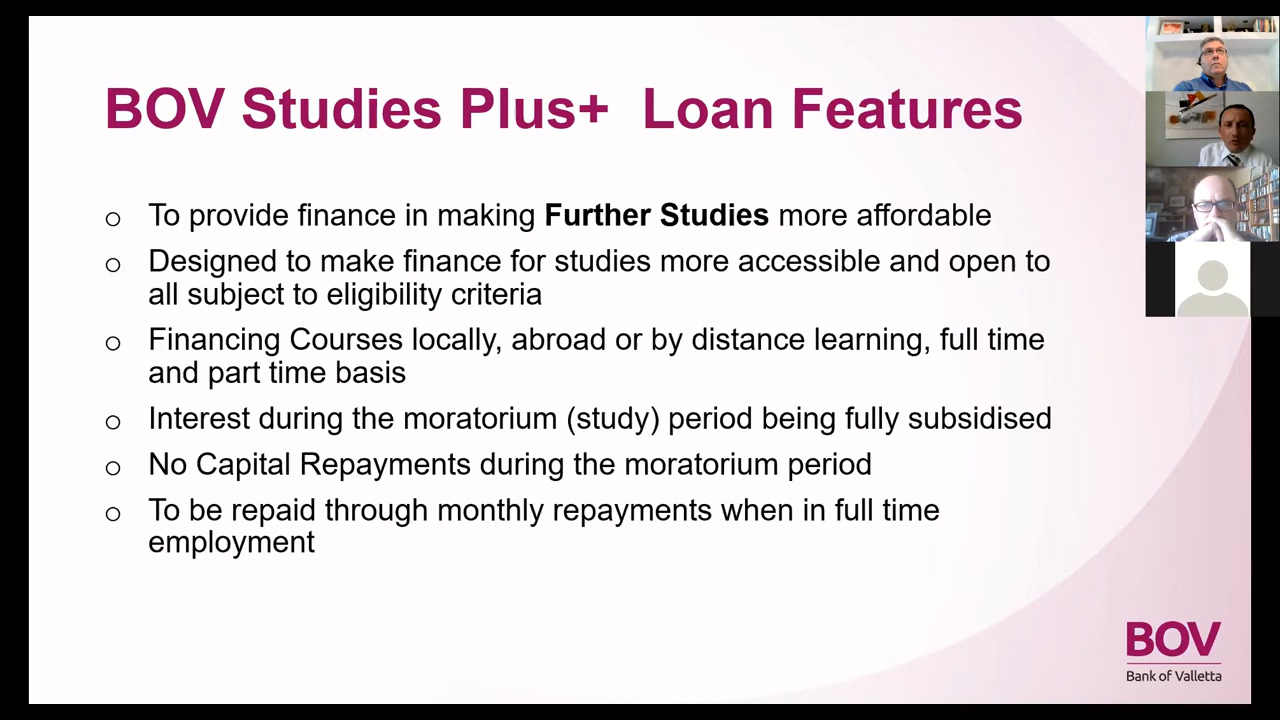 BOV Studies Plus+ Loan Features
o To provide finance in making Further Studies more affordable
o Designed to make finance for studies more accessible and open to
all subject to eligibility criteria
o Financing Courses locally, abroad or by distance learning, full time
and part time basis
o Interest during the moratorium (study) period being fully subsidised
o No Capital Repayments during the moratorium period
o To be repaid through monthly repayments when in full time
employment
BOV
Bank of Valletta